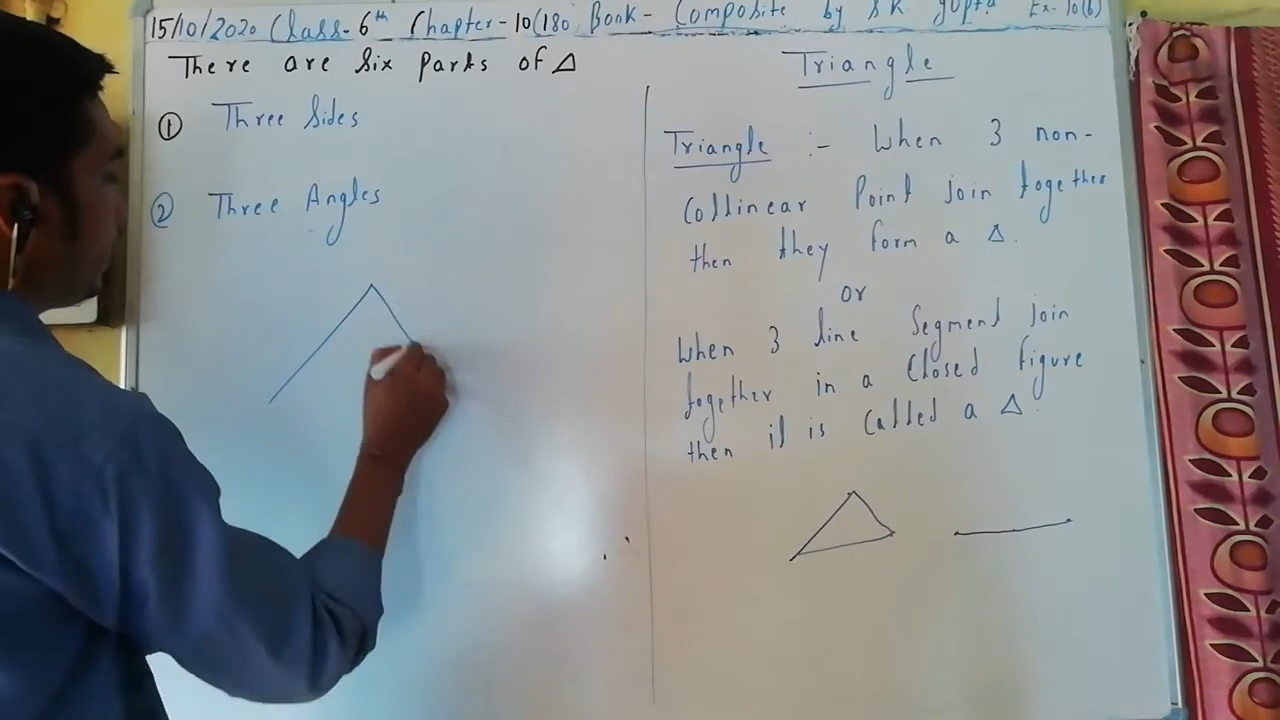 15/10/2020 Class-6th Chapter-10(180 Book- Composite by SK Gupta Ex-10(b)
There are six parts of Δ
① Three Sides
② Three Angles
Triangle
Triangle :- When 3 non-
Collinear Point join together
then they form a Δ.
or
When 3 line Segment join
together in a Closed figure
then it is Called a Δ.